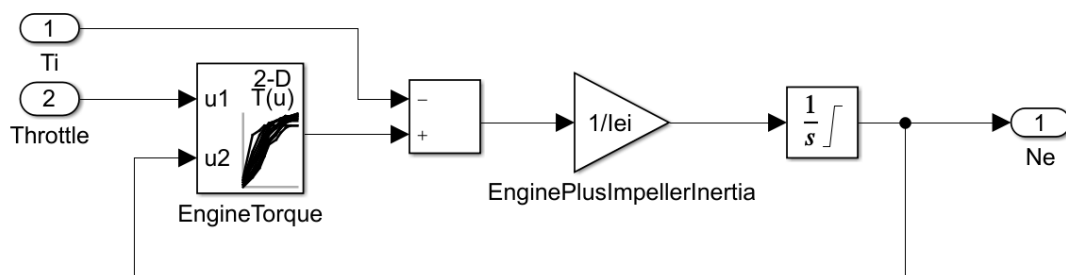 1
Ti
2
Throttle
u1
u2
2-D
T(u)
EngineTorque
−
+
1/Iei
EnginePlusImpellerInertia
1
s
1
Ne